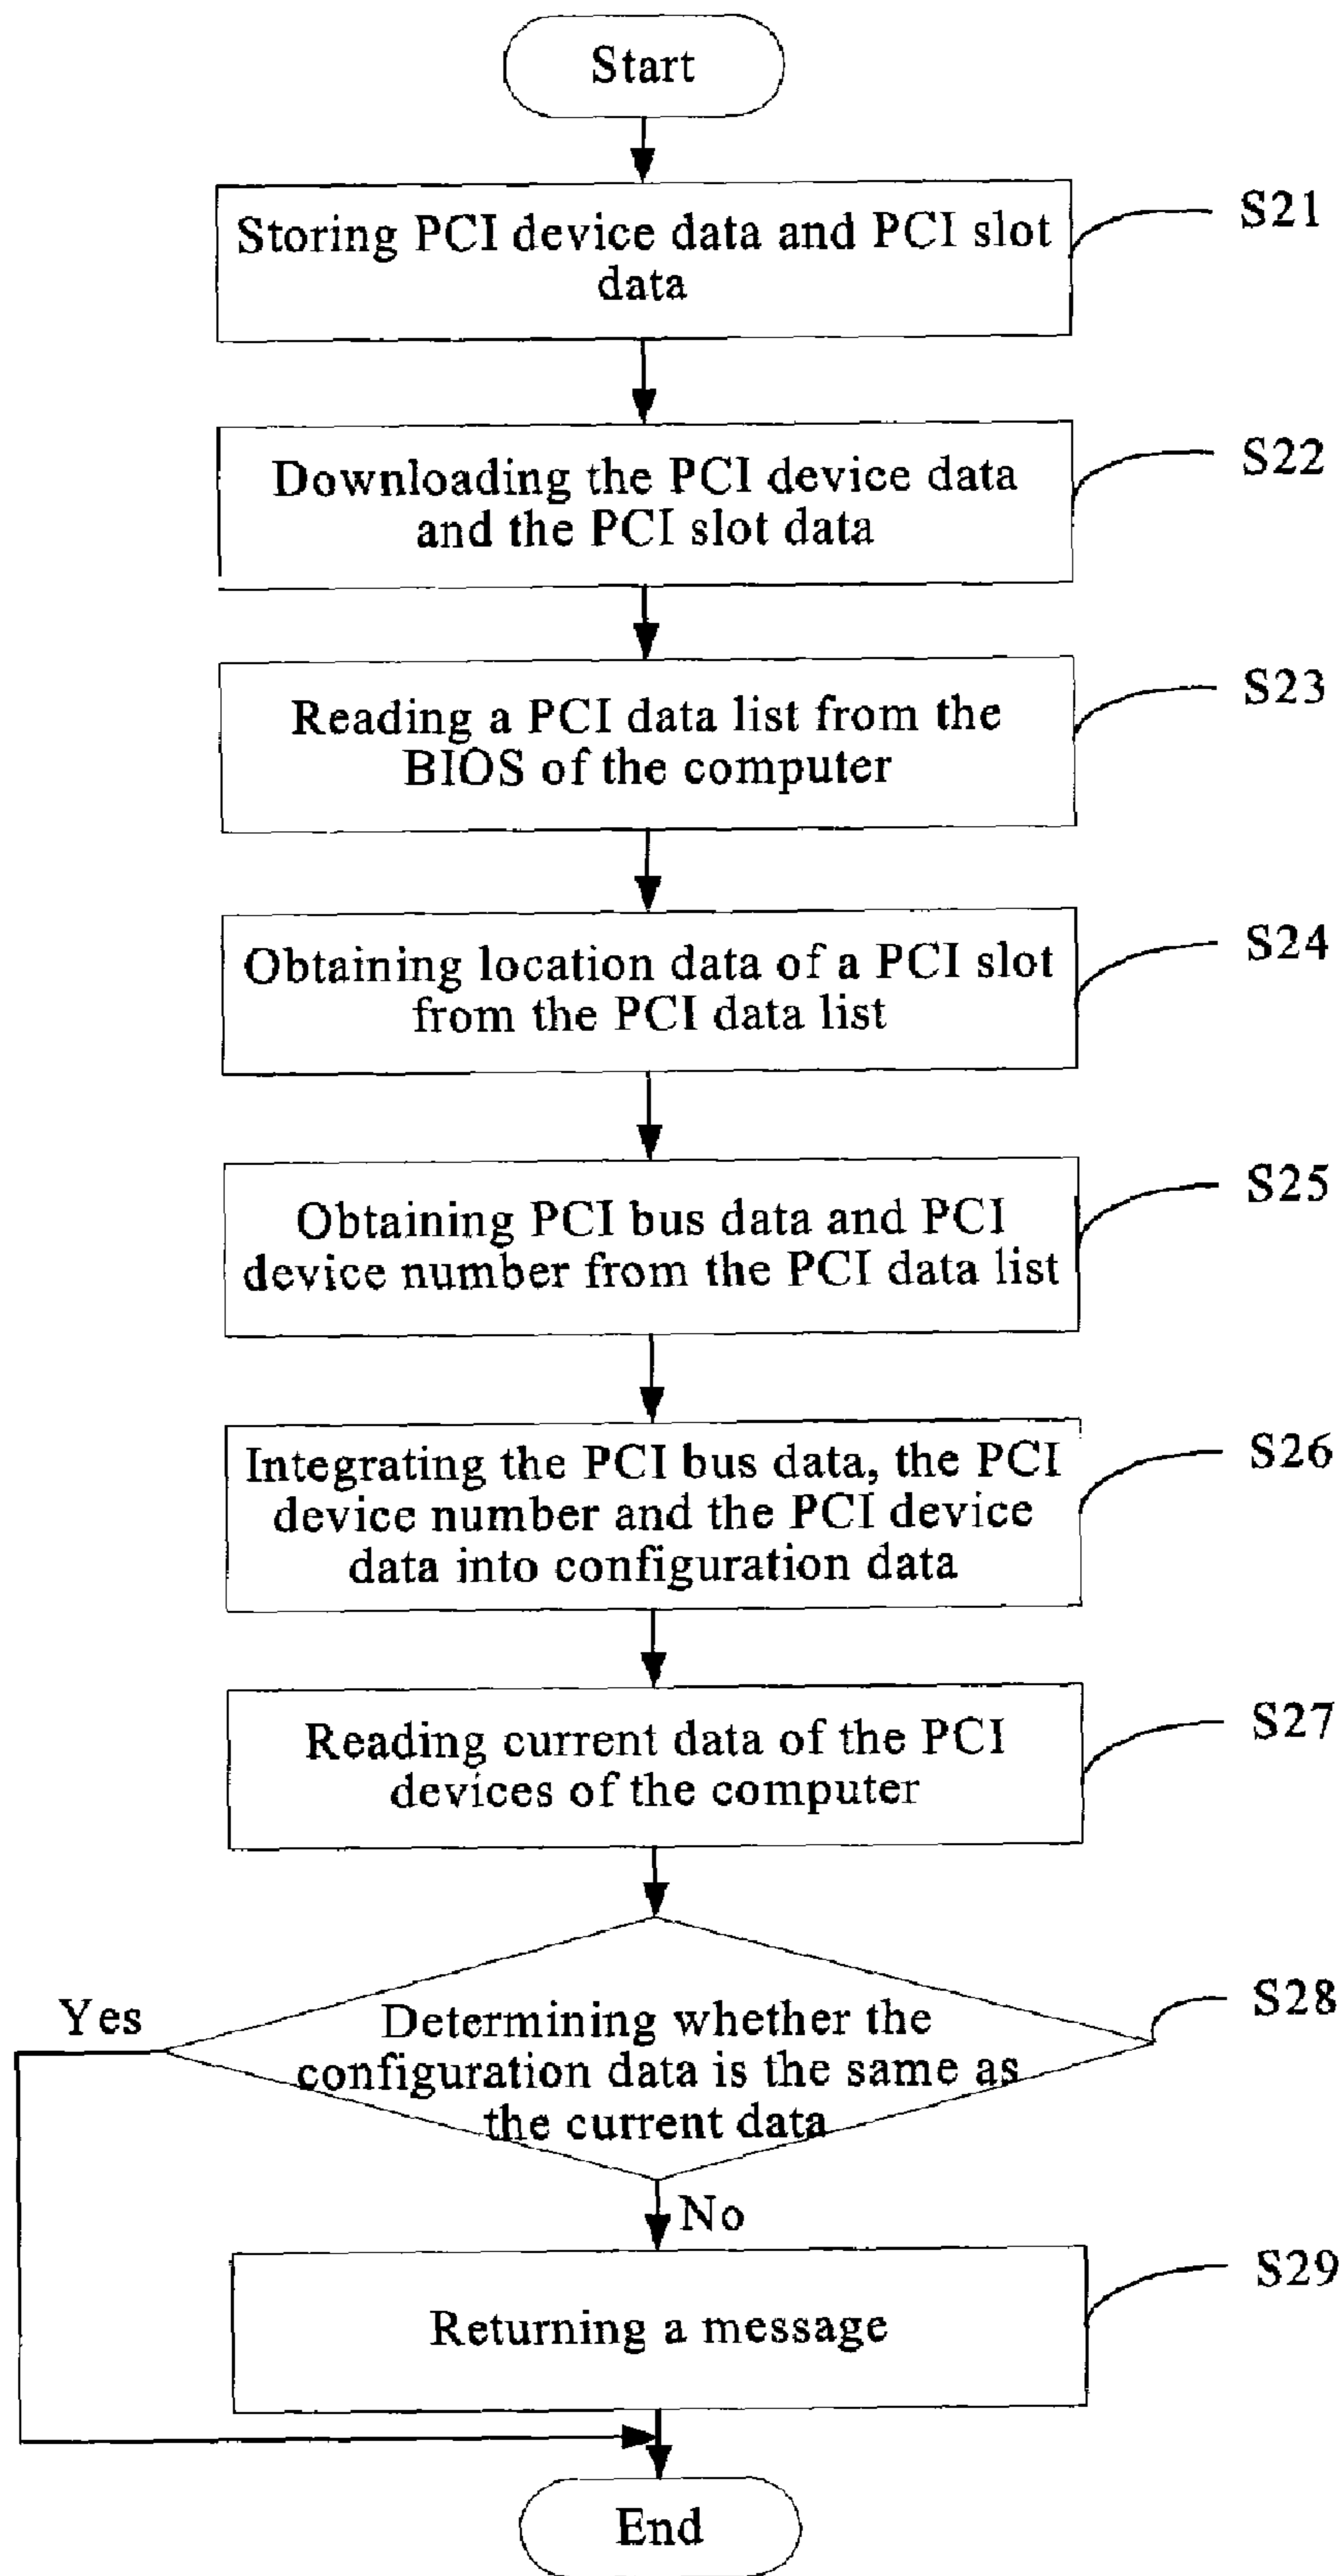 Start
Storing PCI device data and PCI slot
data
S21
Downloading the PCI device data
and the PCI slot data
S22
Reading a PCI data list from the
BIOS of the computer
S23
Obtaining location data of a PCI slot
from the PCI data list
S24
Obtaining PCI bus data and PCI
device number from the PCI data list
S25
Integrating the PCI bus data, the PCI
device number and the PCI device
data into configuration data
S26
Reading current data of the PCI
devices of the computer
S27
Yes
Determining whether the
configuration data is the same as
the current data
S28
No
Returning a message
S29
End